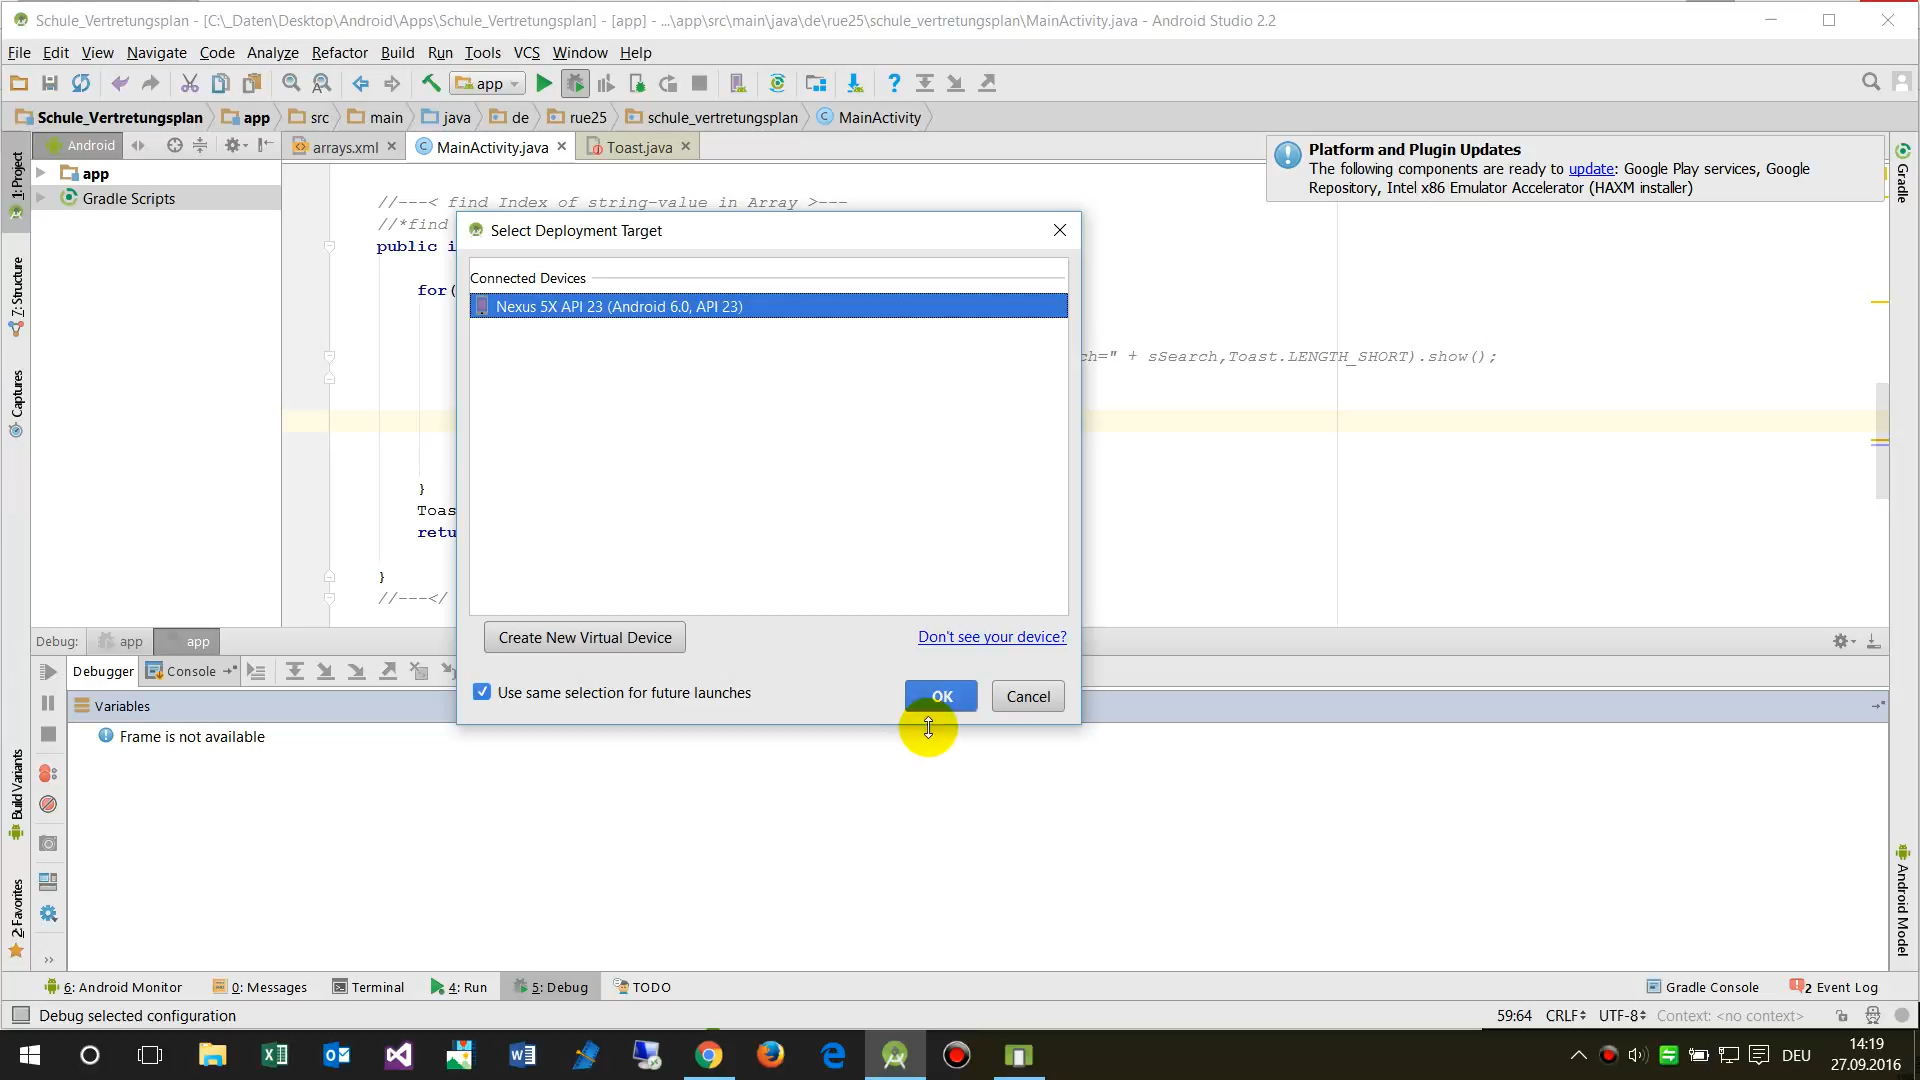 Schule_Vertretungsplan - [C:\_Daten\Desktop\Android\Apps\Schule_Vertretungsplan] - [app] - ...\app\src\main\java\de\rue25\schule_vertretungsplan\MainActivity.java - Android Studio 2.2
File Edit View Navigate Code Analyze Refactor Build Run Tools VCS Window Help
app
Schule_Vertretungsplan app src main java de rue25 schule_vertretungsplan MainActivity
Android
arrays.xml MainActivity.java Toast.java
Platform and Plugin Updates
The following components are ready to update: Google Play services, Google
Repository, Intel x86 Emulator Accelerator (HAXM installer)
1: Project
7: Structure
Captures
Build Variants
2: Favorites
Gradle
Android Model
app
Gradle Scripts
//---< find Index of string-value in Array >---
//*find
public i
for(
ch=" + sSearch,Toast.LENGTH_SHORT).show();
}
Toas
retu
}
//---</
Select Deployment Target
Connected Devices
Nexus 5X API 23 (Android 6.0, API 23)
Create New Virtual Device
Don't see your device?
Use same selection for future launches
OK
Cancel
Debug: app app
Debugger Console
Variables
Frame is not available
6: Android Monitor 0: Messages Terminal 4: Run 5: Debug TODO Gradle Console 2 Event Log
Debug selected configuration
59:64 CRLF UTF-8 Context: <no context>
DEU
14:19
27.09.2016